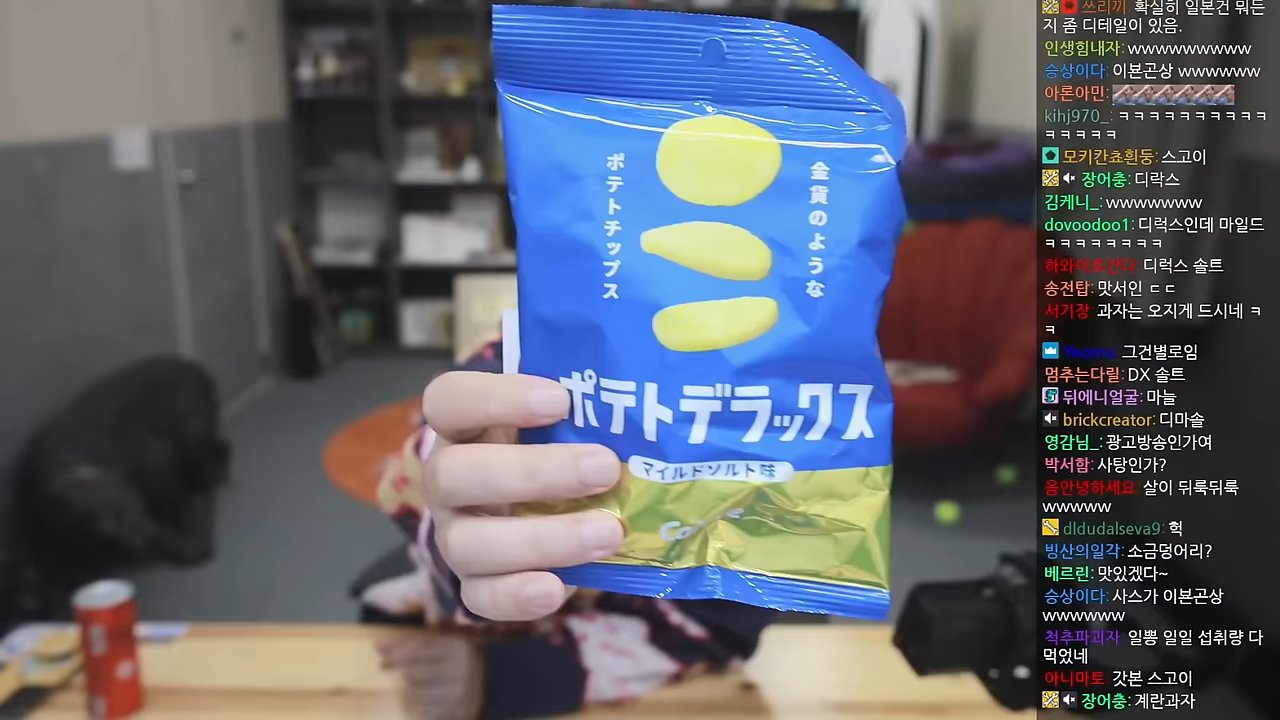 ポテトチップス
金貨のような
ポテトデラックス
マイルドソルト味
쓰리끼: 확실히 일본건 뭐든
지 좀 디테일이 있음.
인생힘내자: wwwwwwwwwwww
승상이다: 이본곤상 wwwwwww
아론아민:
kihj970_: ㅋㅋㅋㅋㅋㅋㅋㅋㅋㅋ
ㅋㅋㅋㅋㅋ
모키칸쵸흰둥: 스고이
장어충: 디락스
김케니_: wwwwwwww
dovoodoo1: 디럭스인데 마일드
ㅋㅋㅋㅋㅋㅋㅋㅋ
하와이로간다 디럭스 솔트
송전탑: 맛서인 ㄷㄷ
서기장 과자는 오지게 드시네 ㅋ
ㅋ
Yeomu: 그건별로임
멈추는다릴: DX 솔트
뒤에니얼굴: 마늘
brickcreator: 디마솔
영감님_: 광고방송인가여
박서함: 사탕인가?
음안녕하세요 살이 뒤룩뒤룩
wwwww
dldudalseva9: 헉
빙산의일각: 소금덩어리?
베르린: 맛있겠다~
승상이다: 사스가 이본곤상
wwwwwww
척추파괴자 일뽕 일일 섭취량 다
먹었네
아니마토 갓본 스고이
장어충: 계란과자